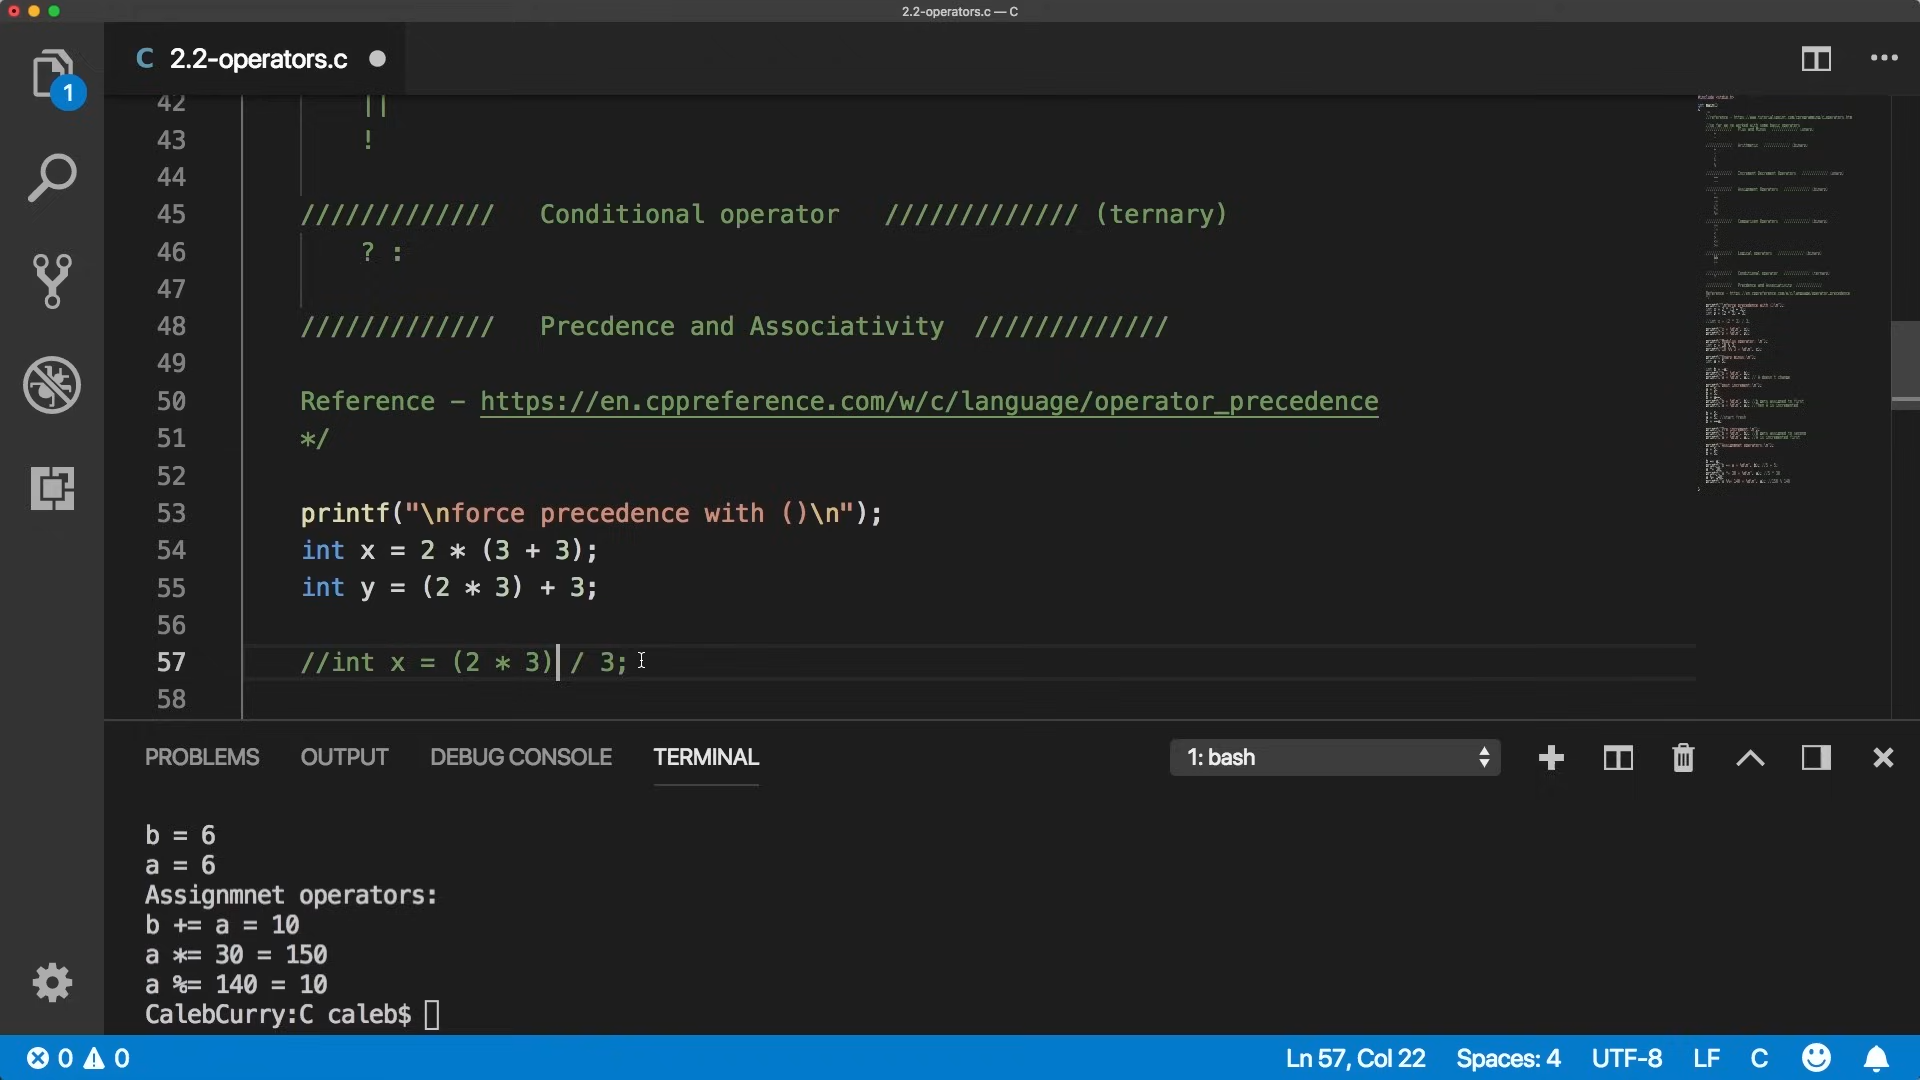 2.2-operators.c — C
C 2.2-operators.c
1
42 ||
43 !
44
45 ///////////// Conditional operator ///////////// (ternary)
46 ? :
47
48 ///////////// Precdence and Associativity /////////////
49
50 Reference - https://en.cppreference.com/w/c/language/operator_precedence
51 */
52
53 printf("\nforce precedence with ()\n");
54 int x = 2 * (3 + 3);
55 int y = (2 * 3) + 3;
56
57 //int x = (2 * 3) / 3;
58
PROBLEMS OUTPUT DEBUG CONSOLE TERMINAL 1: bash
b = 6
a = 6
Assignmnet operators:
b += a = 10
a *= 30 = 150
a %= 140 = 10
CalebCurry:C caleb$
0 0 Ln 57, Col 22 Spaces: 4 UTF-8 LF C